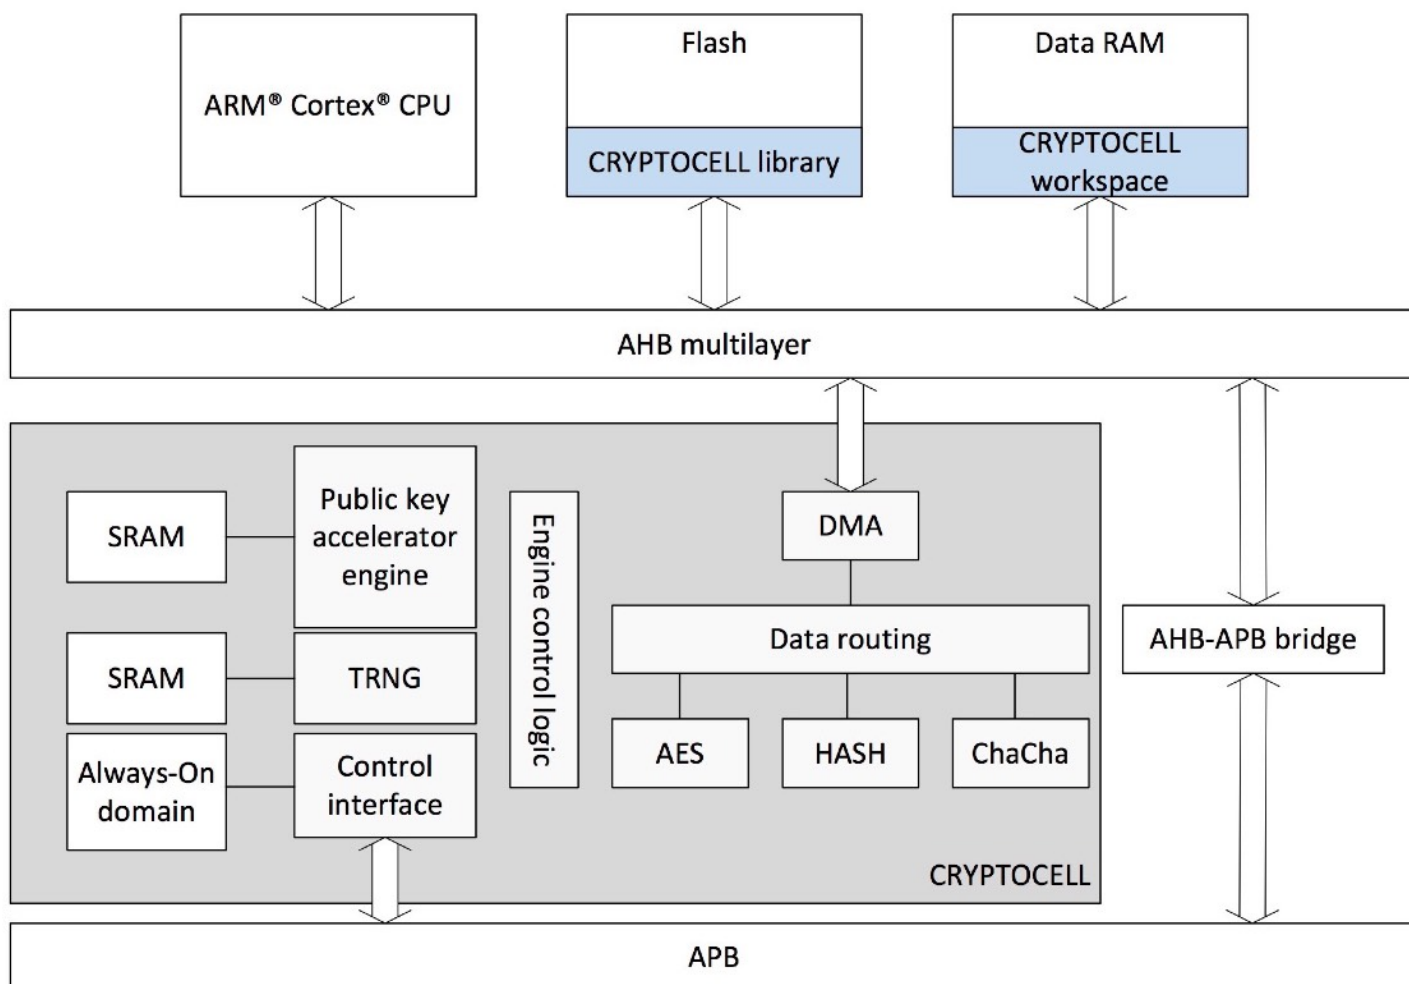 ARM® Cortex® CPU
Flash
CRYPTOCELL library
Data RAM
CRYPTOCELL
workspace
AHB multilayer
SRAM
Public key
accelerator
engine
SRAM
TRNG
Always-On
domain
Control
interface
Engine control logic
DMA
Data routing
AES
HASH
ChaCha
CRYPTOCELL
AHB-APB bridge
APB